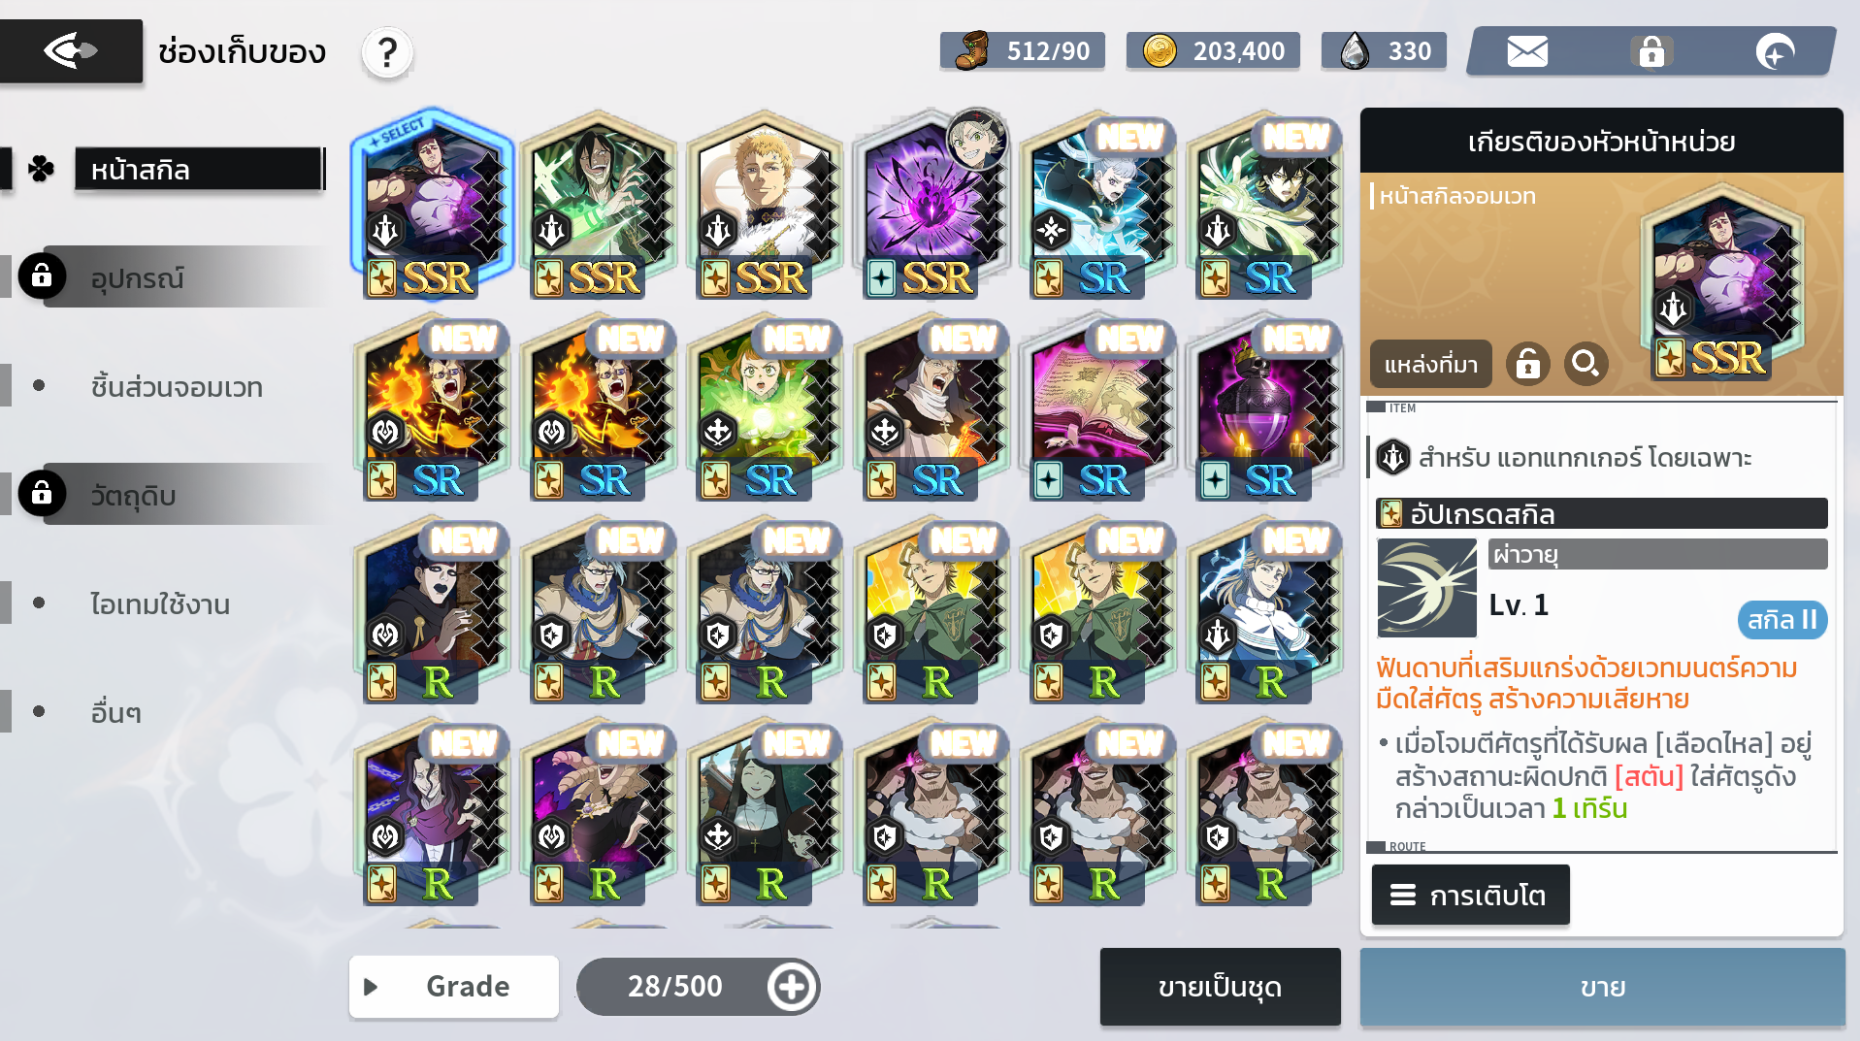 ช่องเก็บของ
?
512/90
203,400
330
หน้าสกิล
อุปกรณ์
ชิ้นส่วนจอมเวท
วัตถุดิบ
ไอเทมใช้งาน
อื่นๆ
+ SELECT
NEW
NEW
SSR
SSR
SSR
SSR
SR
SR
NEW
NEW
NEW
NEW
NEW
NEW
SR
SR
SR
SR
SR
SR
NEW
NEW
NEW
NEW
NEW
NEW
R
R
R
R
R
R
NEW
NEW
NEW
NEW
NEW
NEW
R
R
R
R
R
R
Grade
28/500
ขายเป็นชุด
เกียรติของหัวหน้าหน่วย
หน้าสกิลจอมเวท
SSR
แหล่งที่มา
ITEM
สำหรับ แอทแทกเกอร์ โดยเฉพาะ
อัปเกรดสกิล
ผ่าวายุ
Lv. 1
สกิล II
ฟันดาบที่เสริมแกร่งด้วยเวทมนตร์ความ
มืดใส่ศัตรู สร้างความเสียหาย
• เมื่อโจมตีศัตรูที่ได้รับผล [เลือดไหล] อยู่
สร้างสถานะผิดปกติ [สตัน] ใส่ศัตรูดัง
กล่าวเป็นเวลา 1 เทิร์น
ROUTE
การเติบโต
ขาย